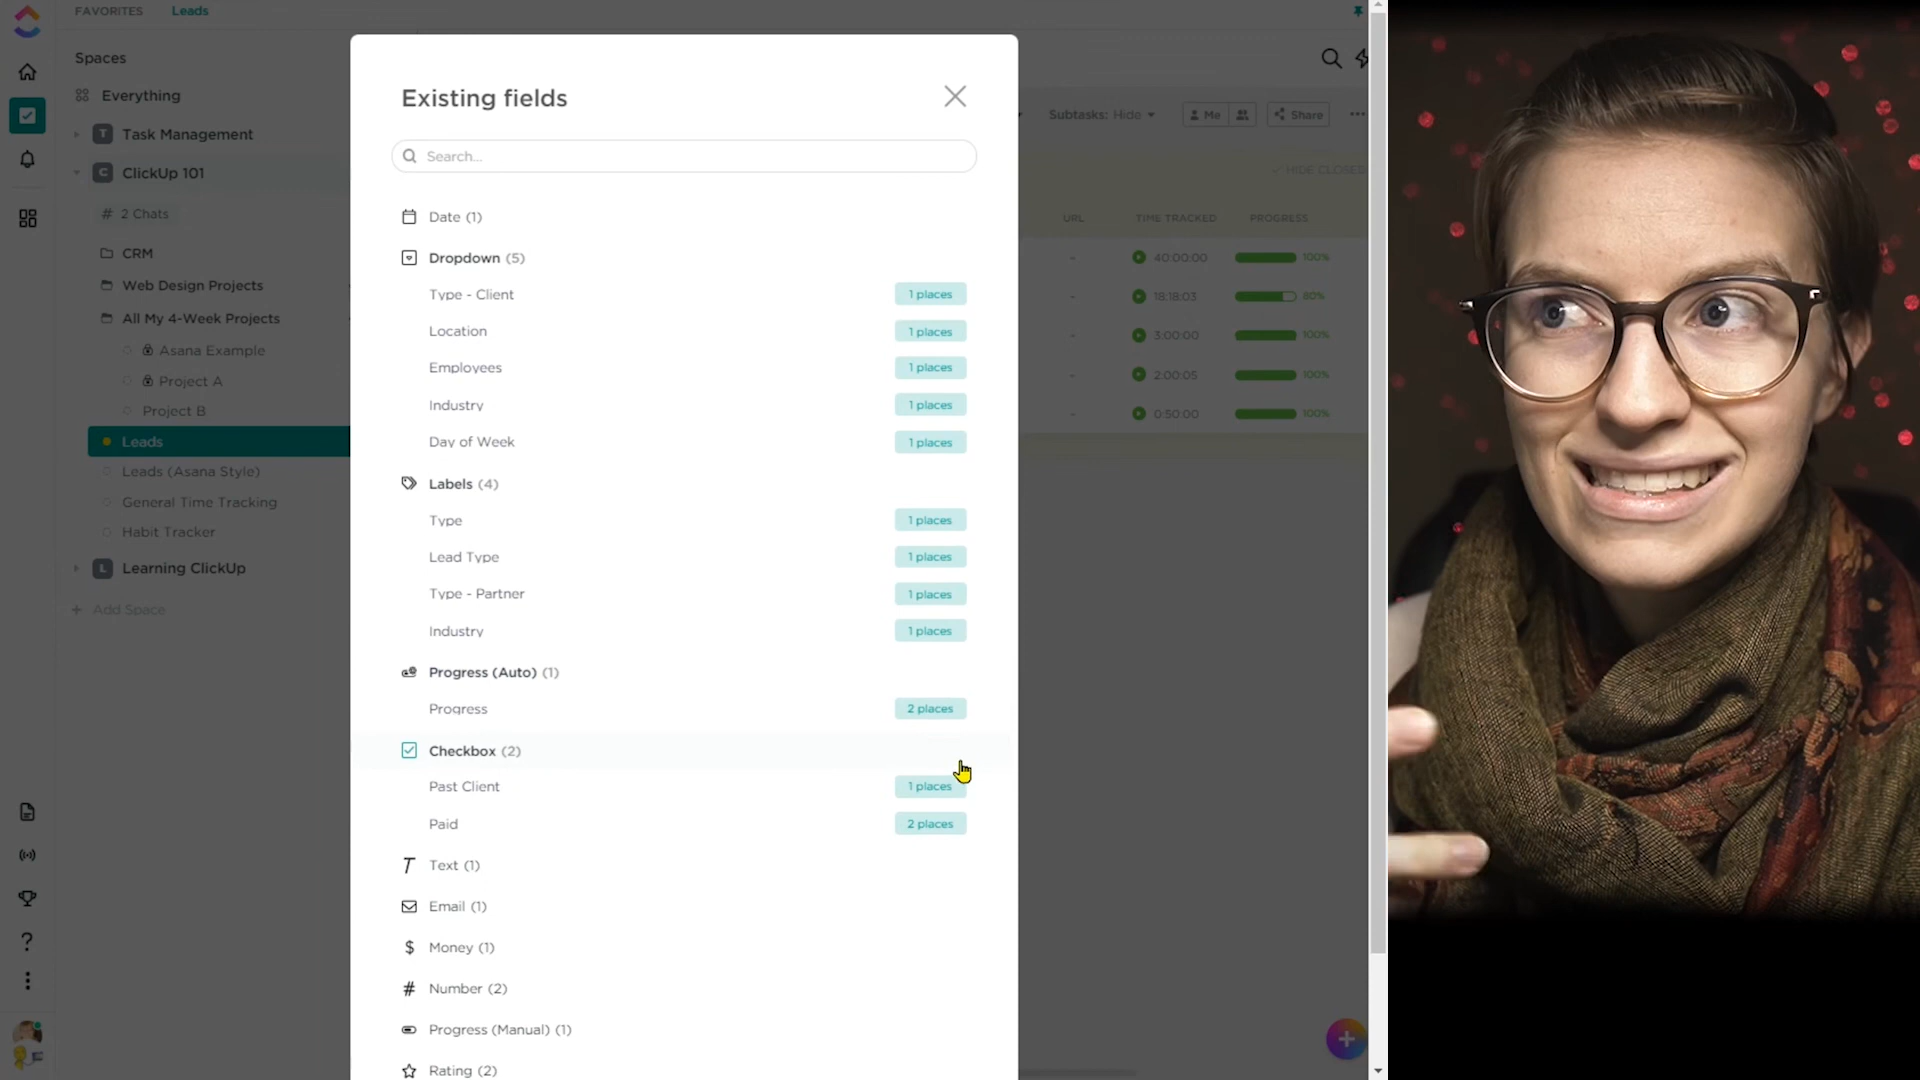 FAVORITES
Leads
Spaces
Everything
T
Task Management
C
ClickUp 101
# 2 Chats
CRM
Web Design Projects
All My 4-Week Projects
Asana Example
Project A
Project B
Leads
Leads (Asana Style)
General Time Tracking
Habit Tracker
L
Learning ClickUp
+ Add Space
Existing fields
Search...
Date (1)
Dropdown (5)
Type - Client
1 places
Location
1 places
Employees
1 places
Industry
1 places
Day of Week
1 places
Labels (4)
Type
1 places
Lead Type
1 places
Type - Partner
1 places
Industry
1 places
Progress (Auto) (1)
Progress
2 places
Checkbox (2)
Past Client
1 places
Paid
2 places
Text (1)
Email (1)
$ Money (1)
# Number (2)
Progress (Manual) (1)
Rating (2)
Subtasks: Hide
Me
Share
HIDE CLOSED
URL
TIME TRACKED
PROGRESS
-
40:00:00
100%
-
18:18:03
80%
-
3:00:00
100%
-
2:00:05
100%
-
0:50:00
100%